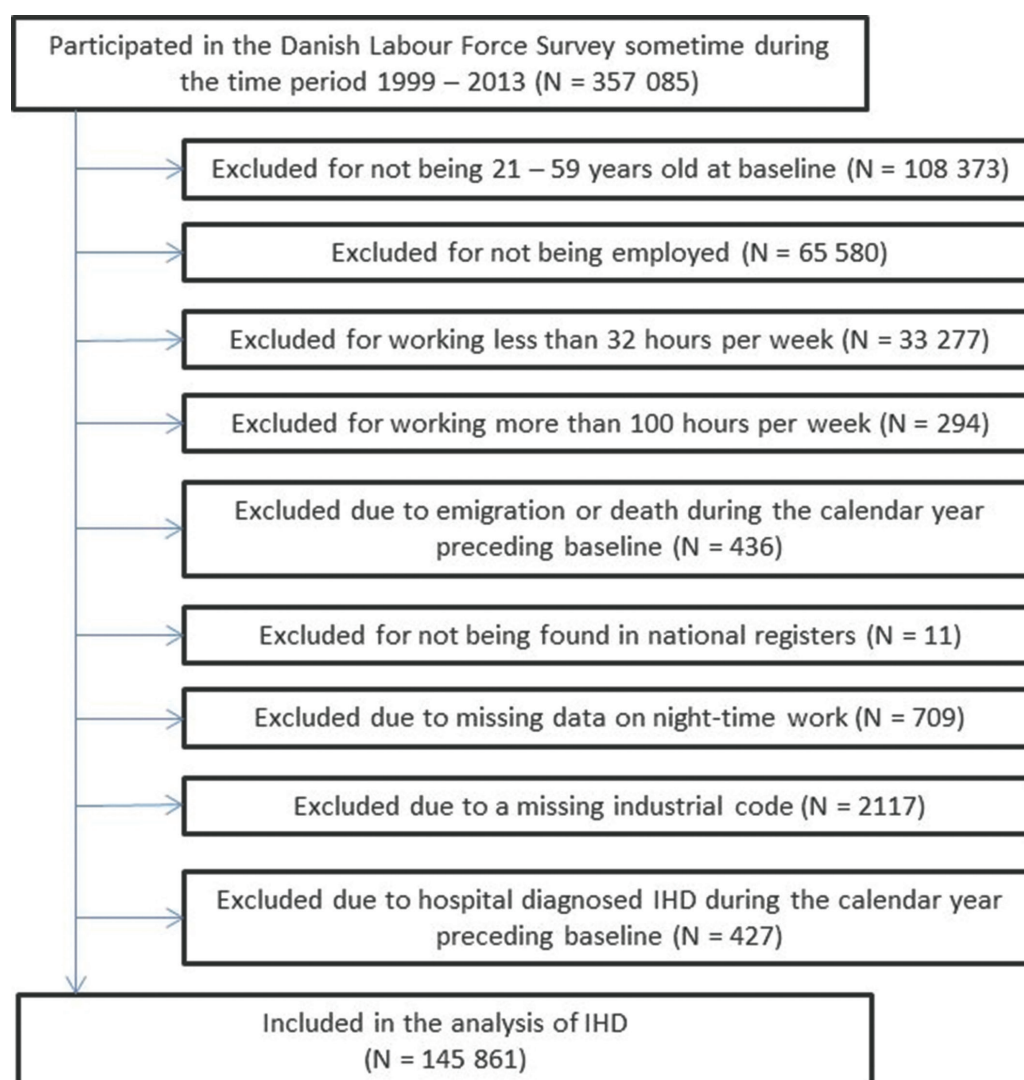 Participated in the Danish Labour Force Survey sometime during
the time period 1999 – 2013 (N = 357 085)
Excluded for not being 21 – 59 years old at baseline (N = 108 373)
Excluded for not being employed (N = 65 580)
Excluded for working less than 32 hours per week (N = 33 277)
Excluded for working more than 100 hours per week (N = 294)
Excluded due to emigration or death during the calendar year
preceding baseline (N = 436)
Excluded for not being found in national registers (N = 11)
Excluded due to missing data on night-time work (N = 709)
Excluded due to a missing industrial code (N = 2117)
Excluded due to hospital diagnosed IHD during the calendar year
preceding baseline (N = 427)
Included in the analysis of IHD
(N = 145 861)